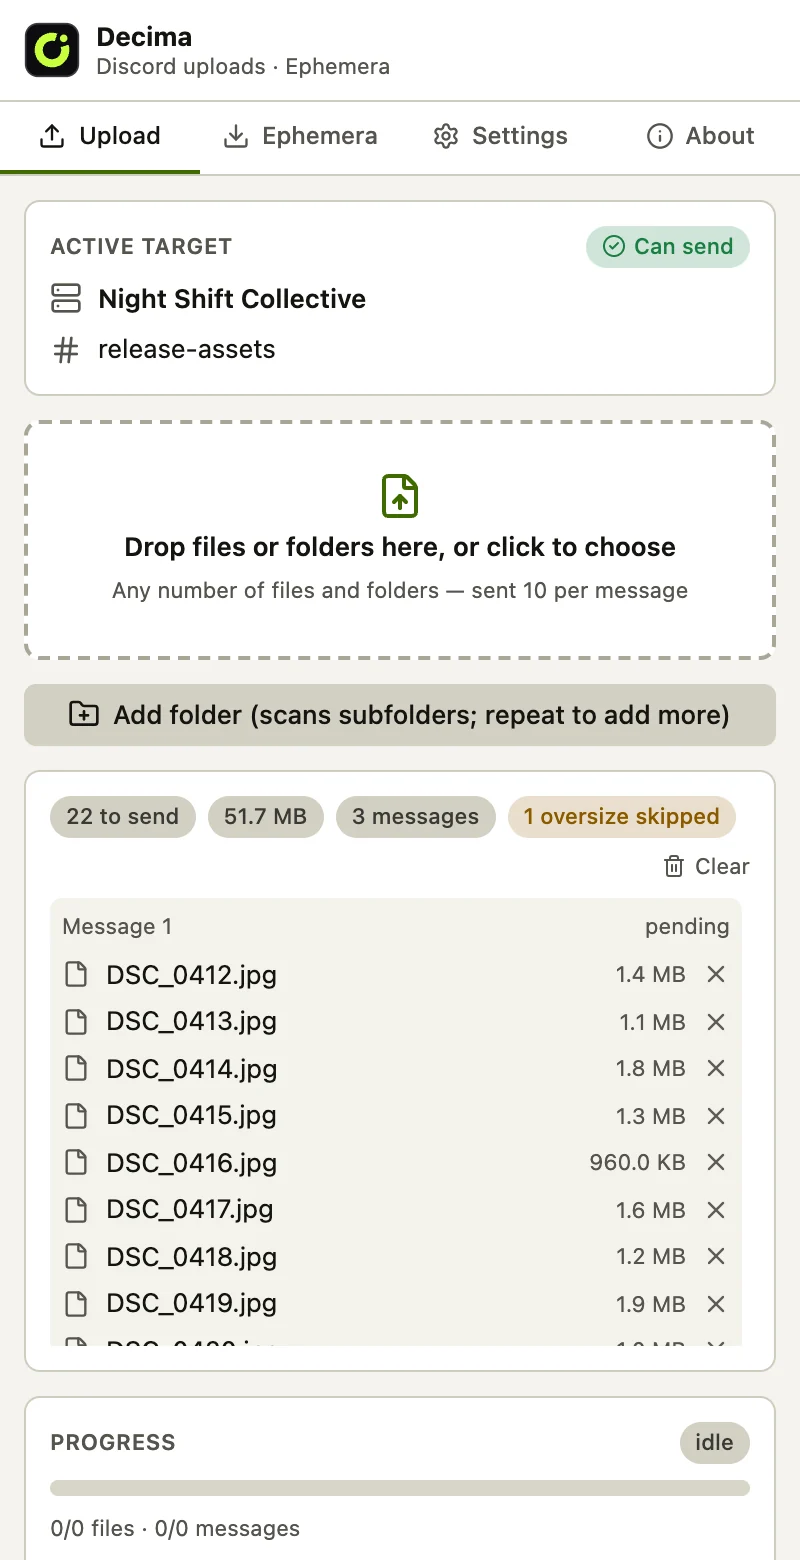 Decima
Discord uploads · Ephemera
Upload
Ephemera
Settings
About
ACTIVE TARGET
Can send
Night Shift Collective
release-assets
Drop files or folders here, or click to choose
Any number of files and folders — sent 10 per message
Add folder (scans subfolders; repeat to add more)
22 to send
51.7 MB
3 messages
1 oversize skipped
Clear
Message 1 pending
DSC_0412.jpg 1.4 MB
DSC_0413.jpg 1.1 MB
DSC_0414.jpg 1.8 MB
DSC_0415.jpg 1.3 MB
DSC_0416.jpg 960.0 KB
DSC_0417.jpg 1.6 MB
DSC_0418.jpg 1.2 MB
DSC_0419.jpg 1.9 MB
PROGRESS
idle
0/0 files · 0/0 messages